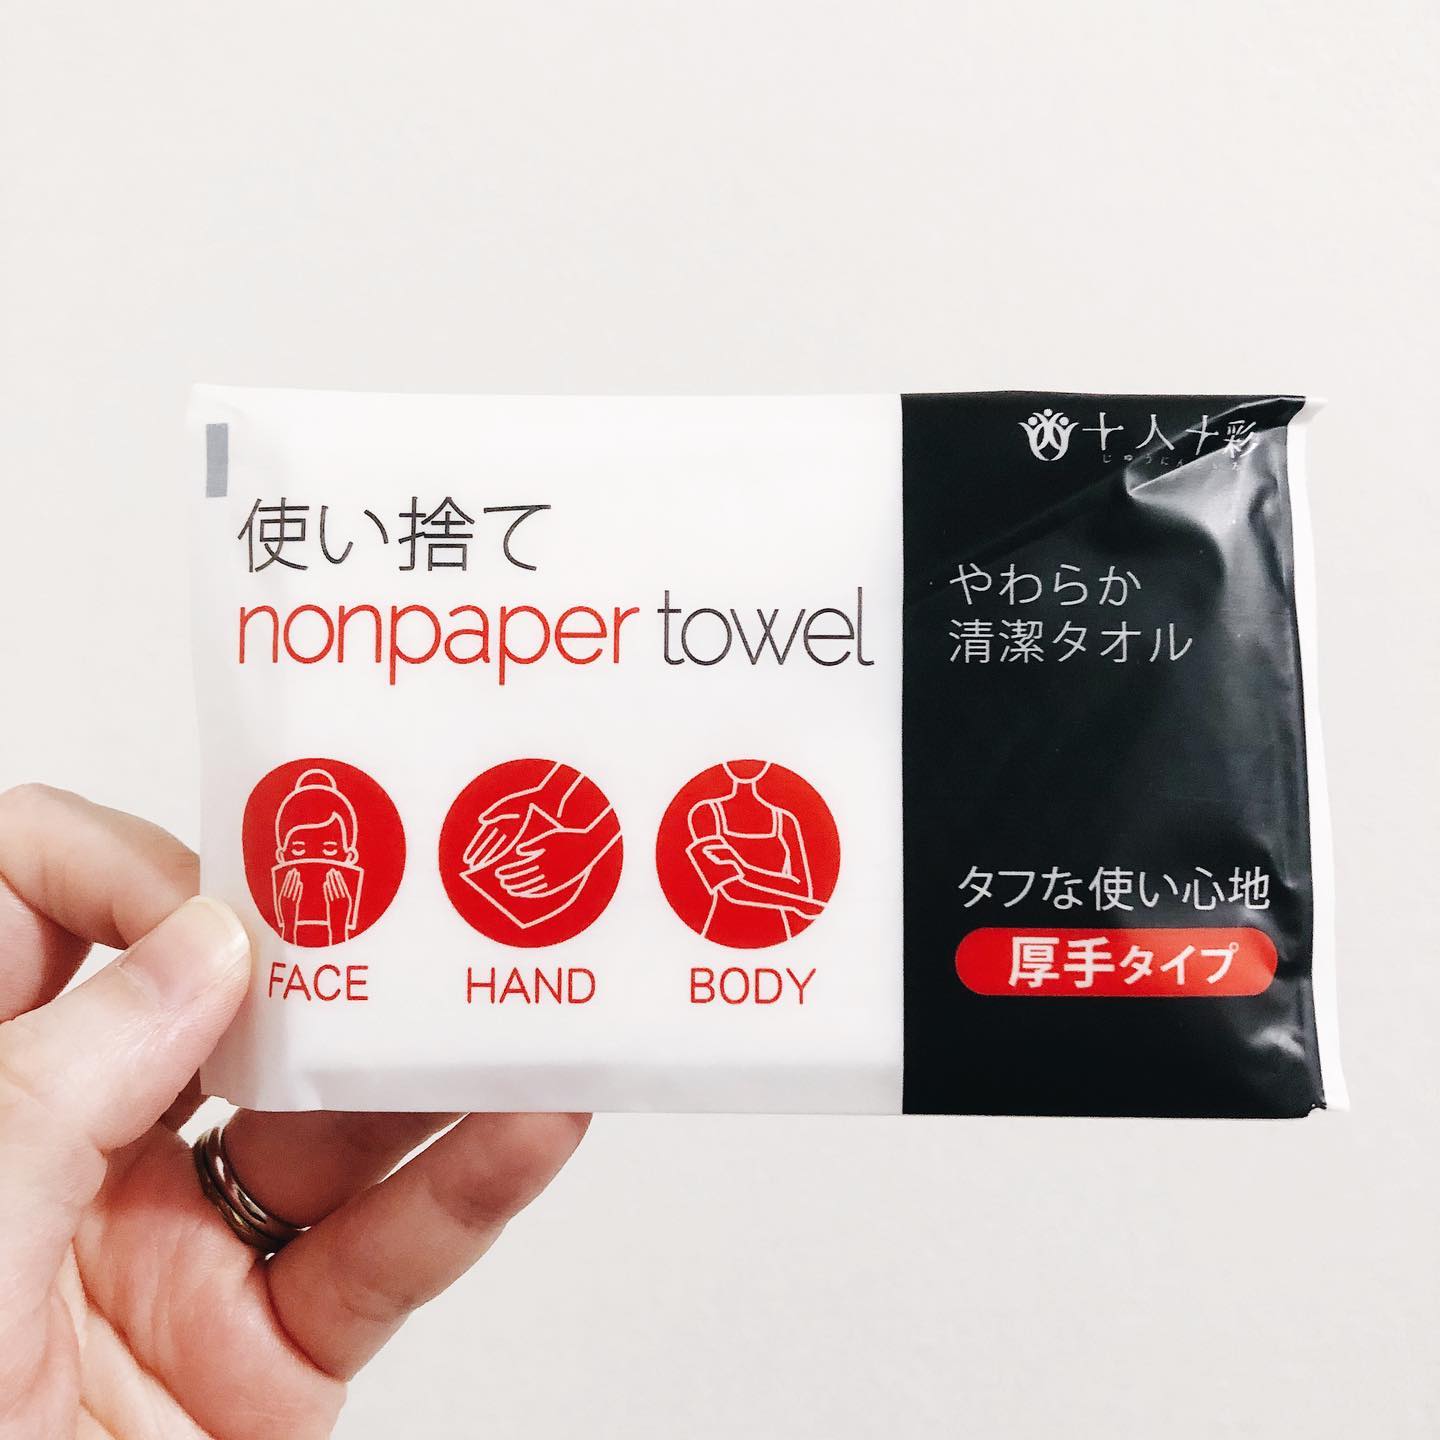 使い捨て
nonpaper towel
FACE
HAND
BODY
十人十彩
やわらか
清潔タオル
タフな使い心地
厚手タイプ